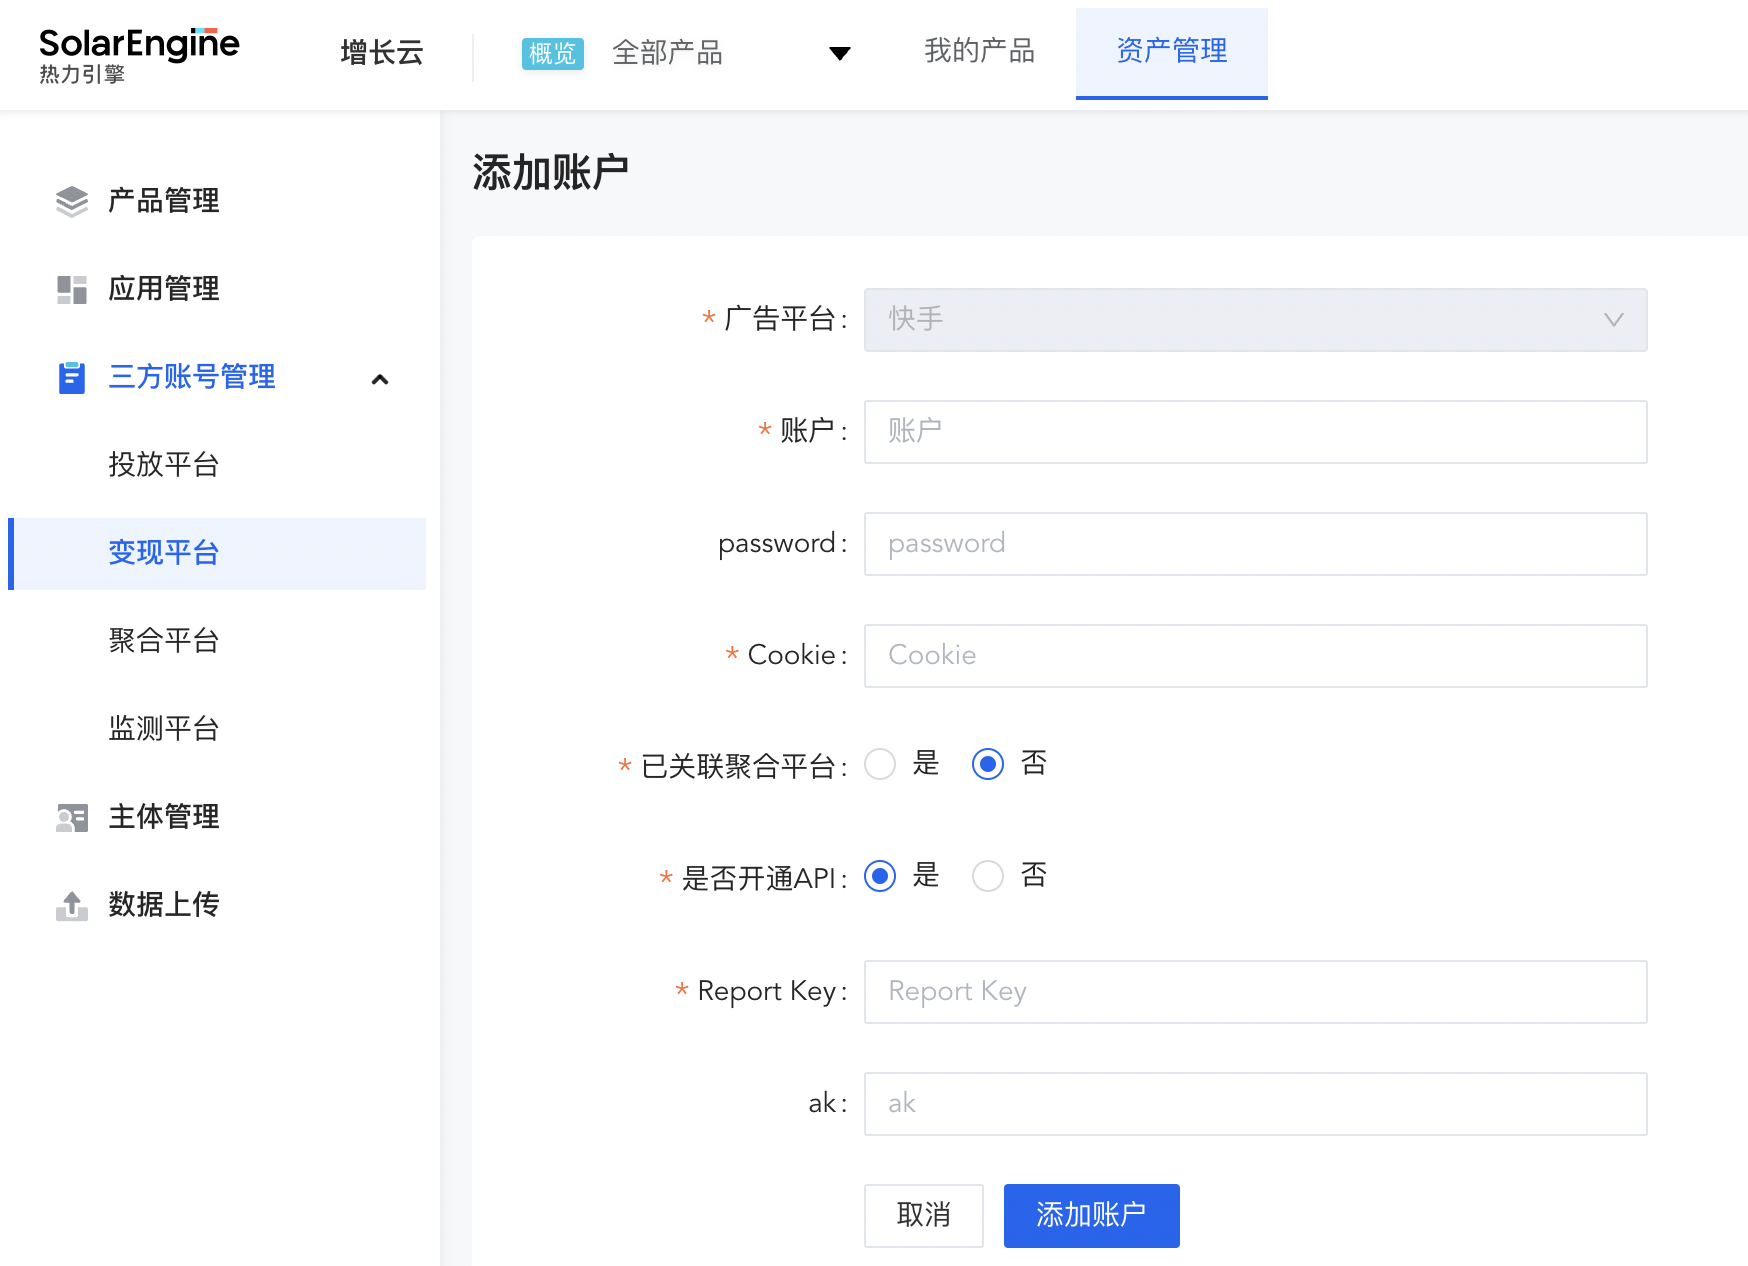 SolarEngine
热力引擎
增长云
概览 全部产品
我的产品
资产管理
产品管理
应用管理
三方账号管理
投放平台
变现平台
聚合平台
监测平台
主体管理
数据上传
添加账户
* 广告平台: 快手
* 账户: 账户
password: password
* Cookie: Cookie
* 已关联聚合平台: 是 否
* 是否开通API: 是 否
* Report Key: Report Key
ak: ak
取消 添加账户